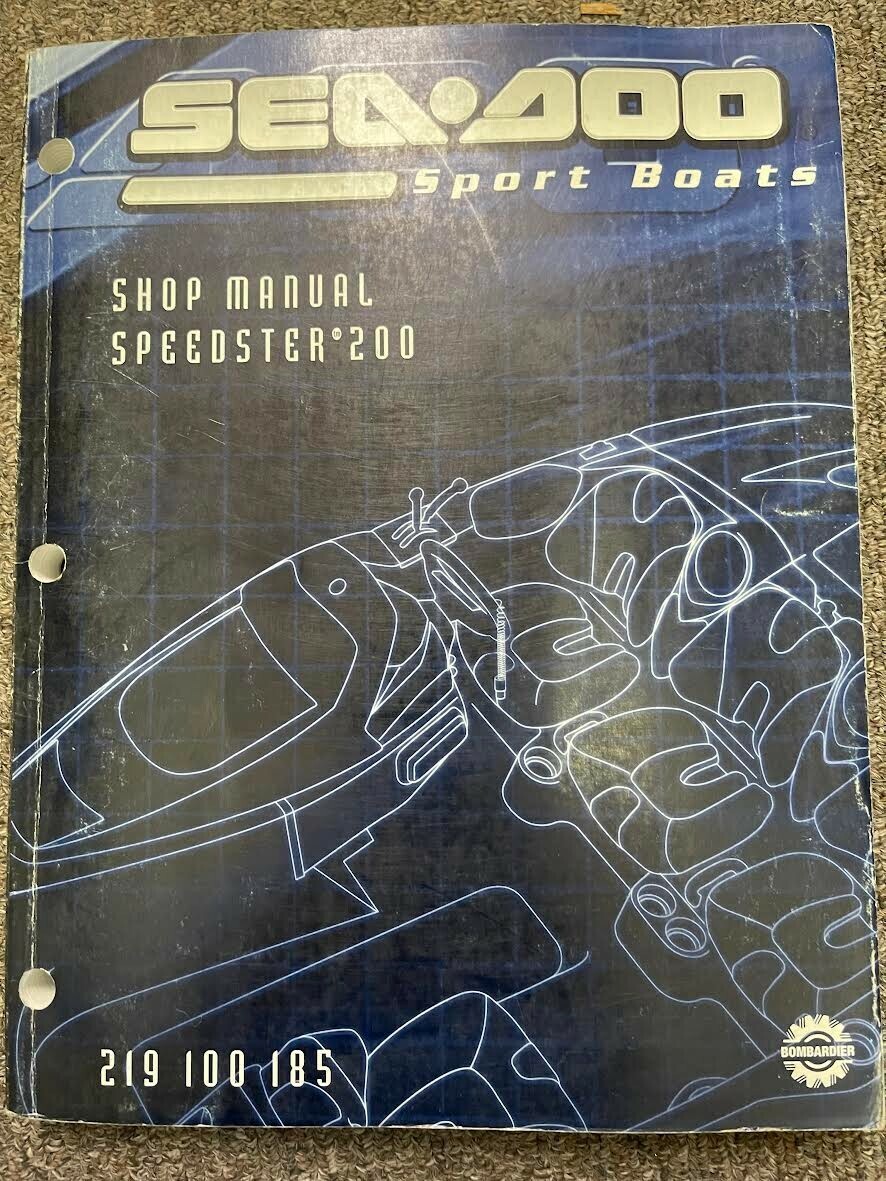 SEA·DOO
Sport Boats
SHOP MANUAL
SPEEDSTER® 200
219 100 185
BOMBARDIER